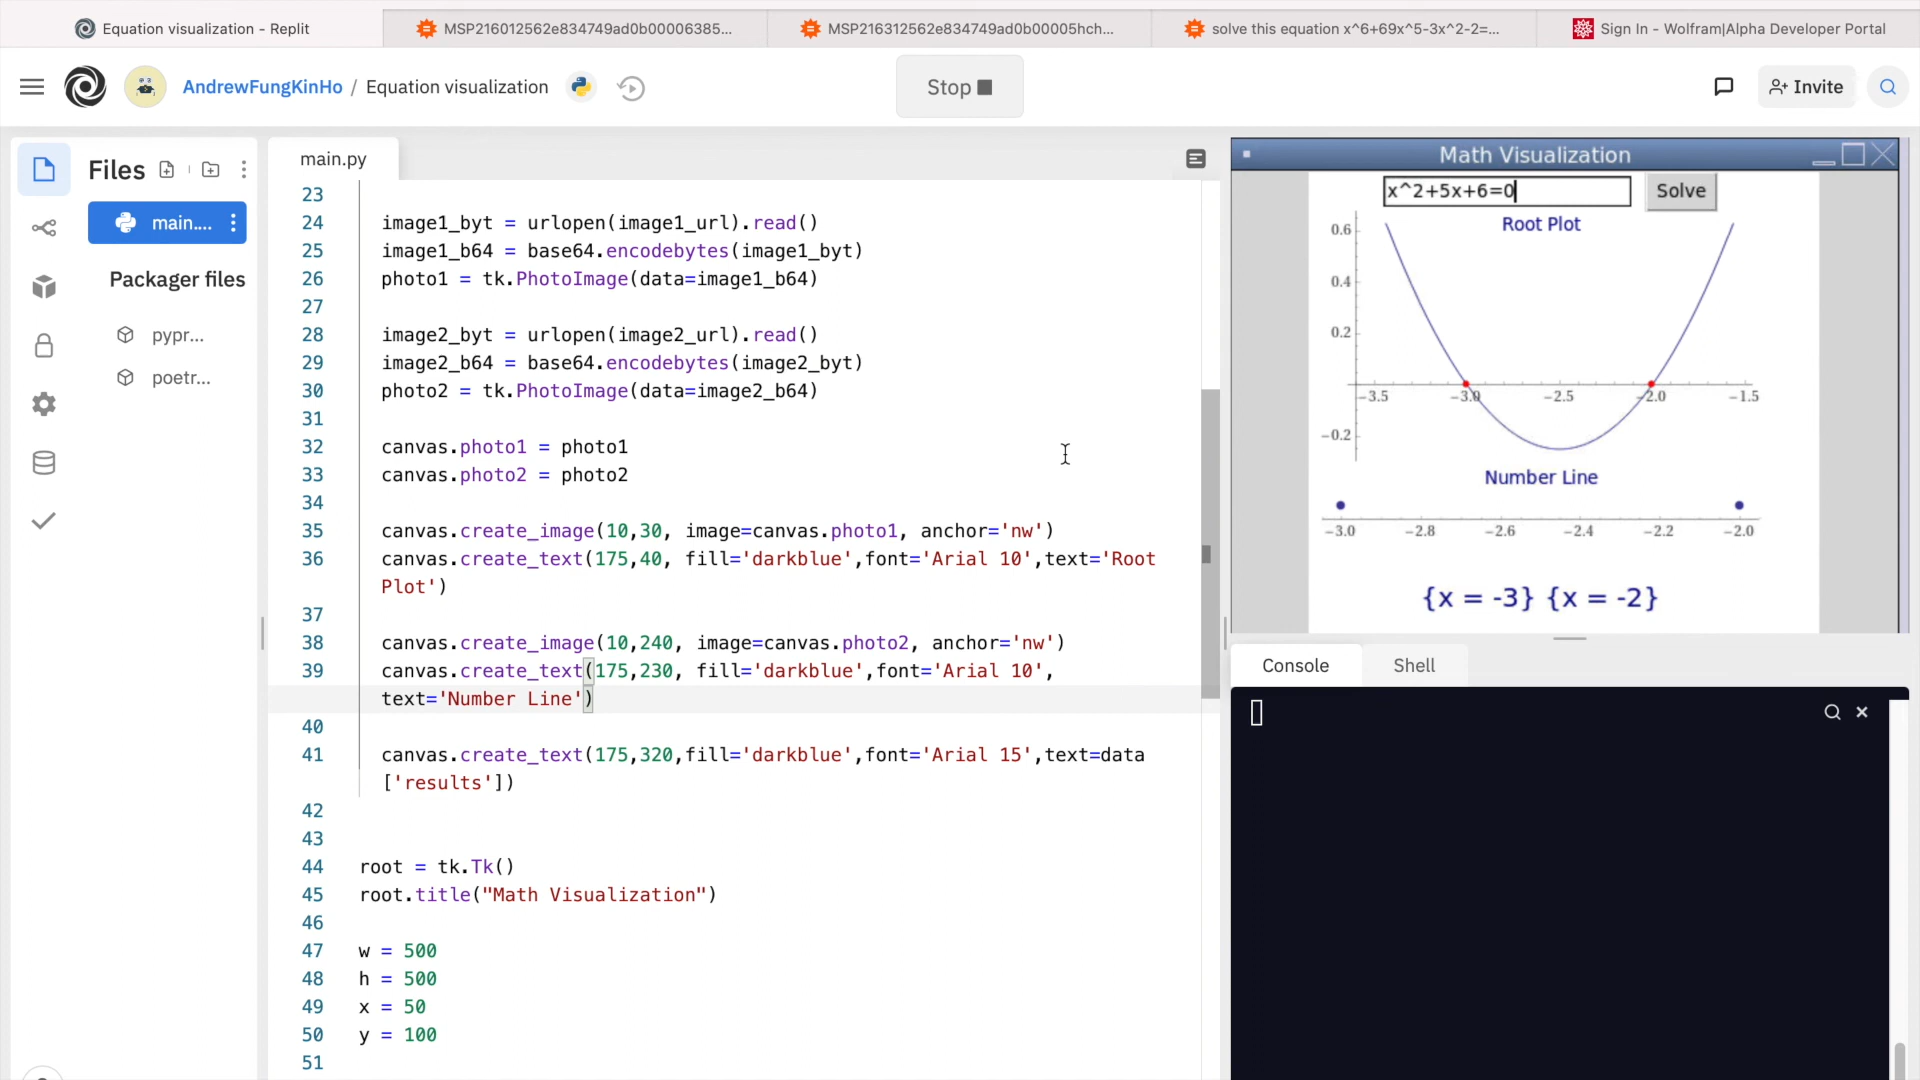 Equation visualization - Replit
MSP216012562e834749ad0b00006385...
MSP216312562e834749ad0b00005hch...
solve this equation x^6+69x^5-3x^2-2=...
Sign In - Wolfram|Alpha Developer Portal
AndrewFungKinHo / Equation visualization
Stop
Invite
Files
main....
Packager files
pypr...
poetr...
main.py
23
24 image1_byt = urlopen(image1_url).read()
25 image1_b64 = base64.encodebytes(image1_byt)
26 photo1 = tk.PhotoImage(data=image1_b64)
27
28 image2_byt = urlopen(image2_url).read()
29 image2_b64 = base64.encodebytes(image2_byt)
30 photo2 = tk.PhotoImage(data=image2_b64)
31
32 canvas.photo1 = photo1
33 canvas.photo2 = photo2
34
35 canvas.create_image(10,30, image=canvas.photo1, anchor='nw')
36 canvas.create_text(175,40, fill='darkblue',font='Arial 10',text='Root
Plot')
37
38 canvas.create_image(10,240, image=canvas.photo2, anchor='nw')
39 canvas.create_text(175,230, fill='darkblue',font='Arial 10',
text='Number Line')
40
41 canvas.create_text(175,320,fill='darkblue',font='Arial 15',text=data
['results'])
42
43
44 root = tk.Tk()
45 root.title("Math Visualization")
46
47 w = 500
48 h = 500
49 x = 50
50 y = 100
51
Math Visualization
x^2+5x+6=0
Solve
Root Plot
0.6
0.4
0.2
-3.5 -3.0 -2.5 -2.0 -1.5
-0.2
Number Line
-3.0 -2.8 -2.6 -2.4 -2.2 -2.0
{x = -3} {x = -2}
Console
Shell